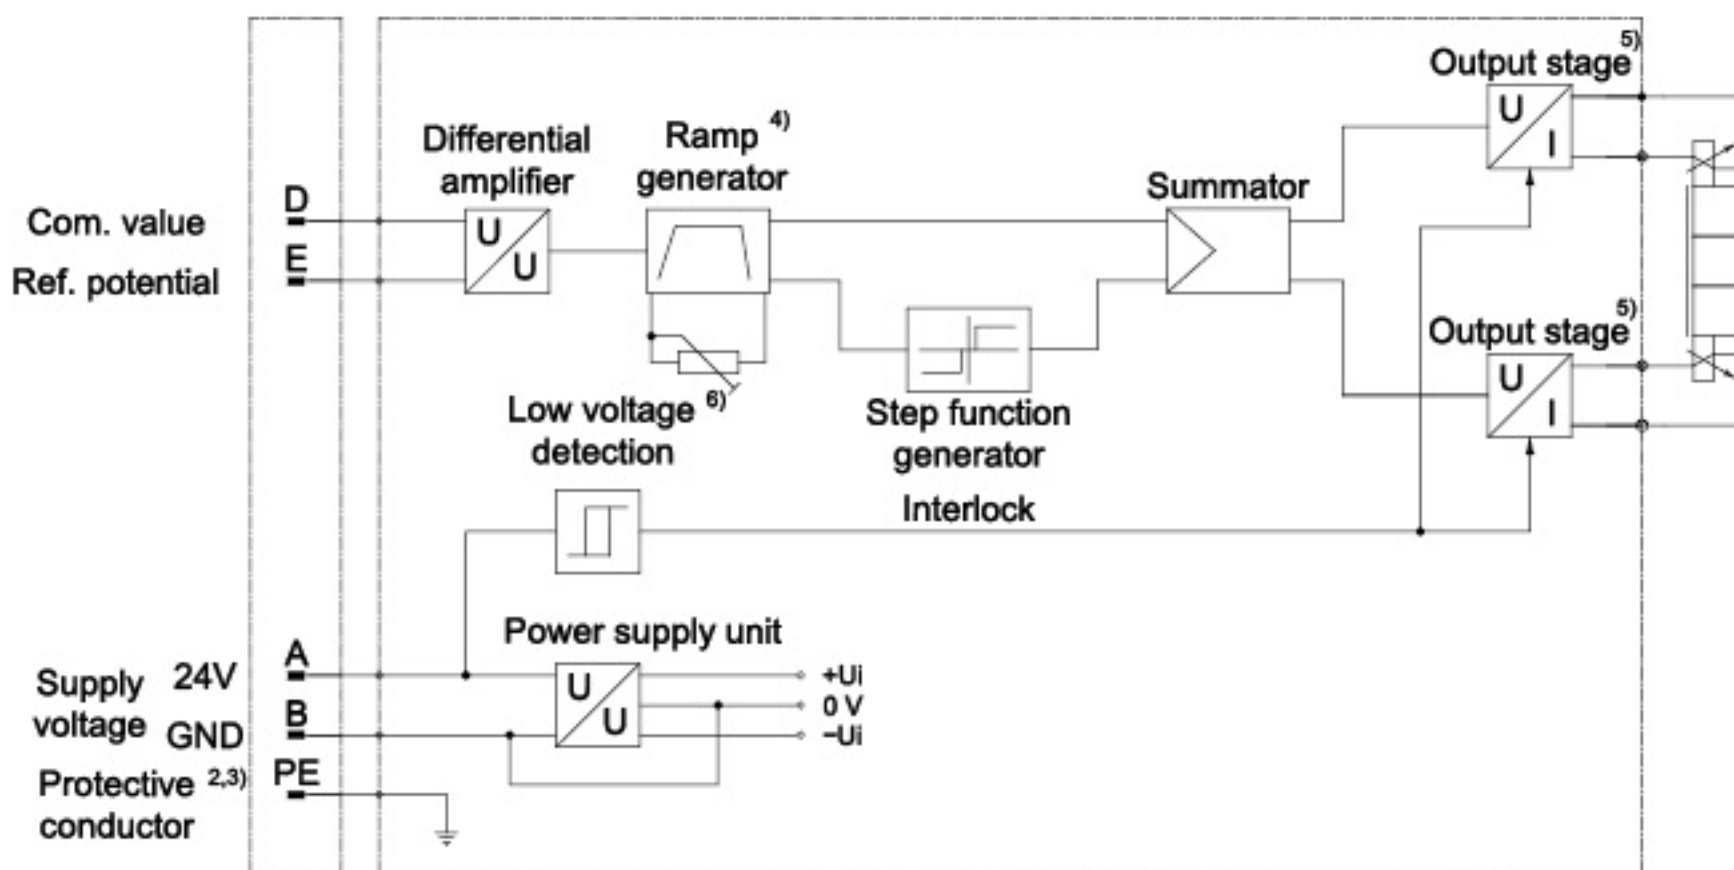 Output stage 5)
Differential
amplifier
Ramp 4)
generator
U
I
Summator
D
Com. value
E
Ref. potential
U
U
Output stage 5)
U
I
Low voltage 6)
detection
Step function
generator
Interlock
Power supply unit
A
24V
Supply
voltage
B
GND
U
U
+Ui
0 V
−Ui
Protective 2,3)
conductor
PE